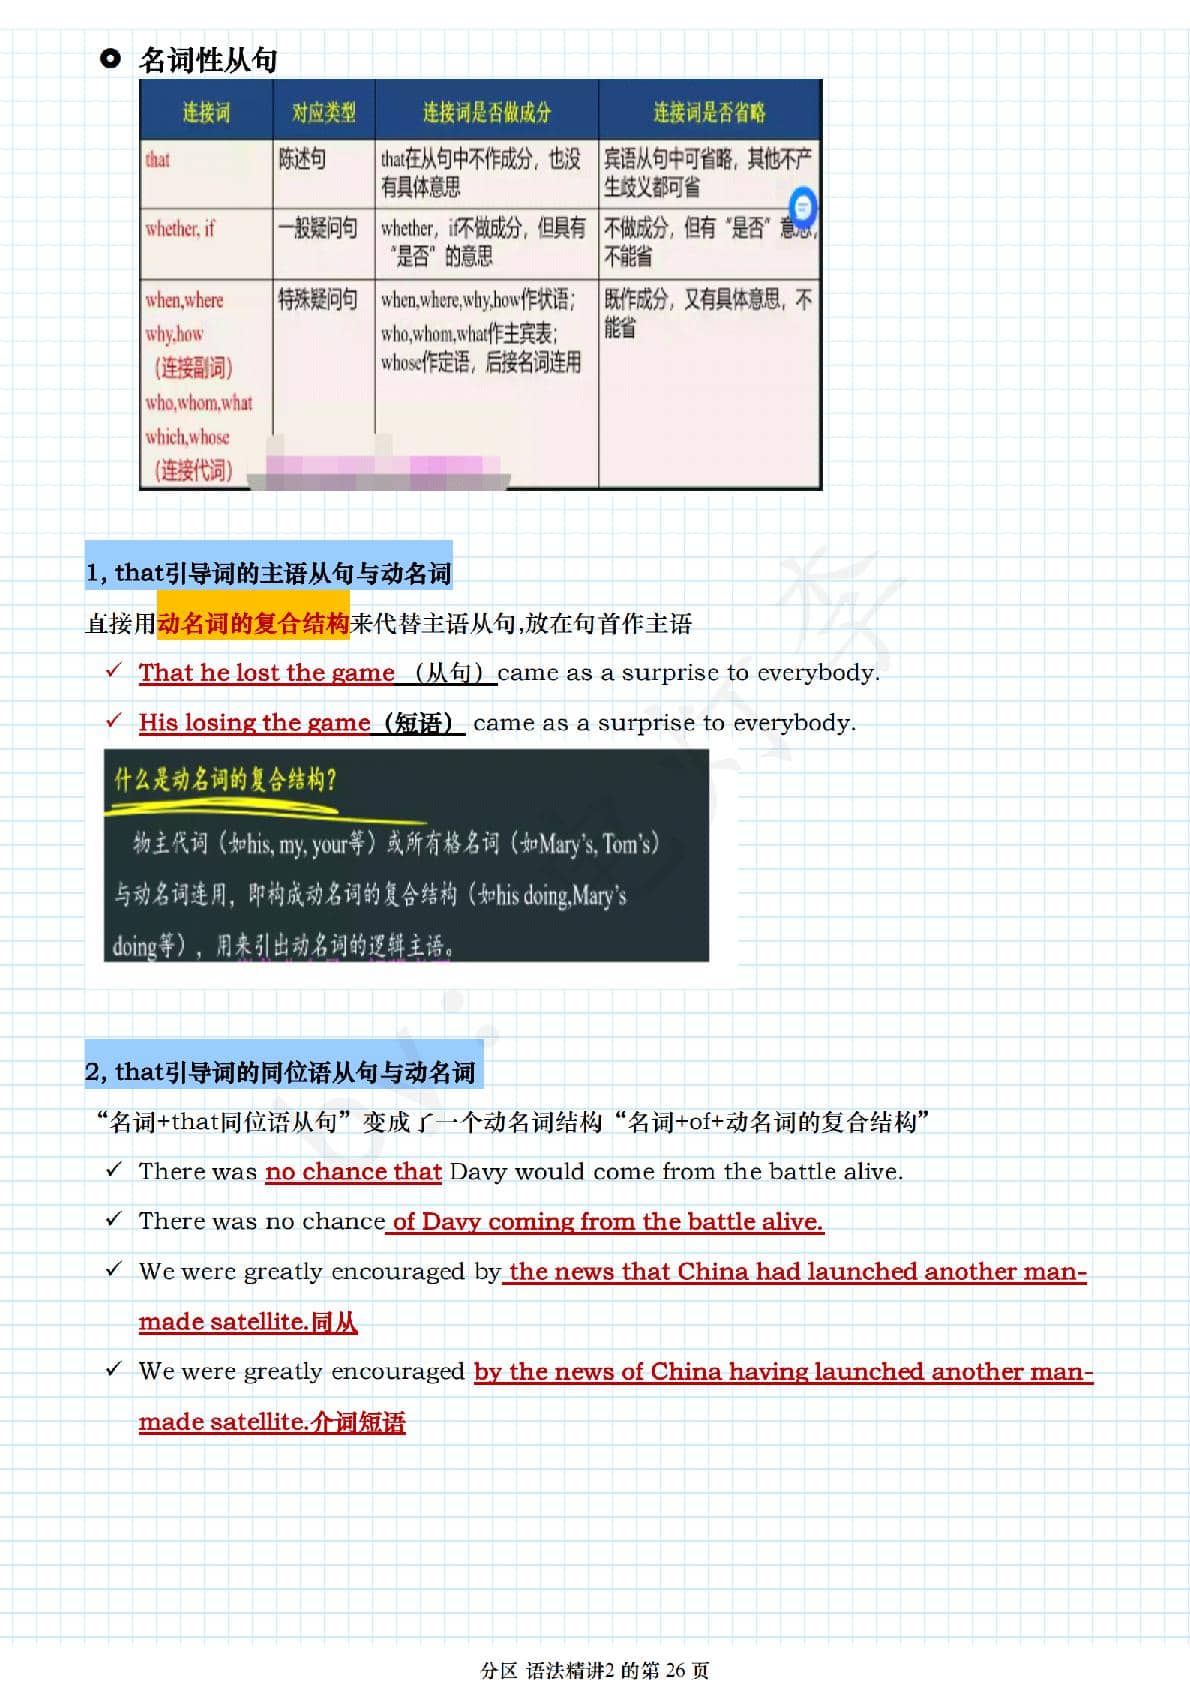 名词性从句
连接词 对应类型 连接词是否做成分 连接词是否省略
that 陈述句 that在从句中不作成分，也没 宾语从句中可省略，其他不产
有具体意思 生歧义都可省
whether, if 一般疑问句 whether，if不做成分，但具有 不做成分，但有“是否”意思，
“是否”的意思 不能省
when,where 特殊疑问句 when,where,why,how作状语； 既作成分，又有具体意思，不
why,how who,whom,what作主宾表； 能省
（连接副词） whose作定语，后接名词连用
who,whom,what
which,whose
（连接代词）
1, that引导词的主语从句与动名词
直接用动名词的复合结构来代替主语从句,放在句首作主语
✓ That he lost the game （从句）came as a surprise to everybody.
✓ His losing the game（短语） came as a surprise to everybody.
什么是动名词的复合结构?
物主代词（如his, my, your等）或所有格名词（如Mary’s, Tom’s）
与动名词连用，即构成动名词的复合结构（如his doing,Mary’s
doing等），用来引出动名词的逻辑主语。
2, that引导词的同位语从句与动名词
“名词+that同位语从句”变成了一个动名词结构“名词+of+动名词的复合结构”
✓ There was no chance that Davy would come from the battle alive.
✓ There was no chance of Davy coming from the battle alive.
✓ We were greatly encouraged by the news that China had launched another man-
made satellite.同从
✓ We were greatly encouraged by the news of China having launched another man-
made satellite.介词短语
分区 语法精讲2 的第 26 页